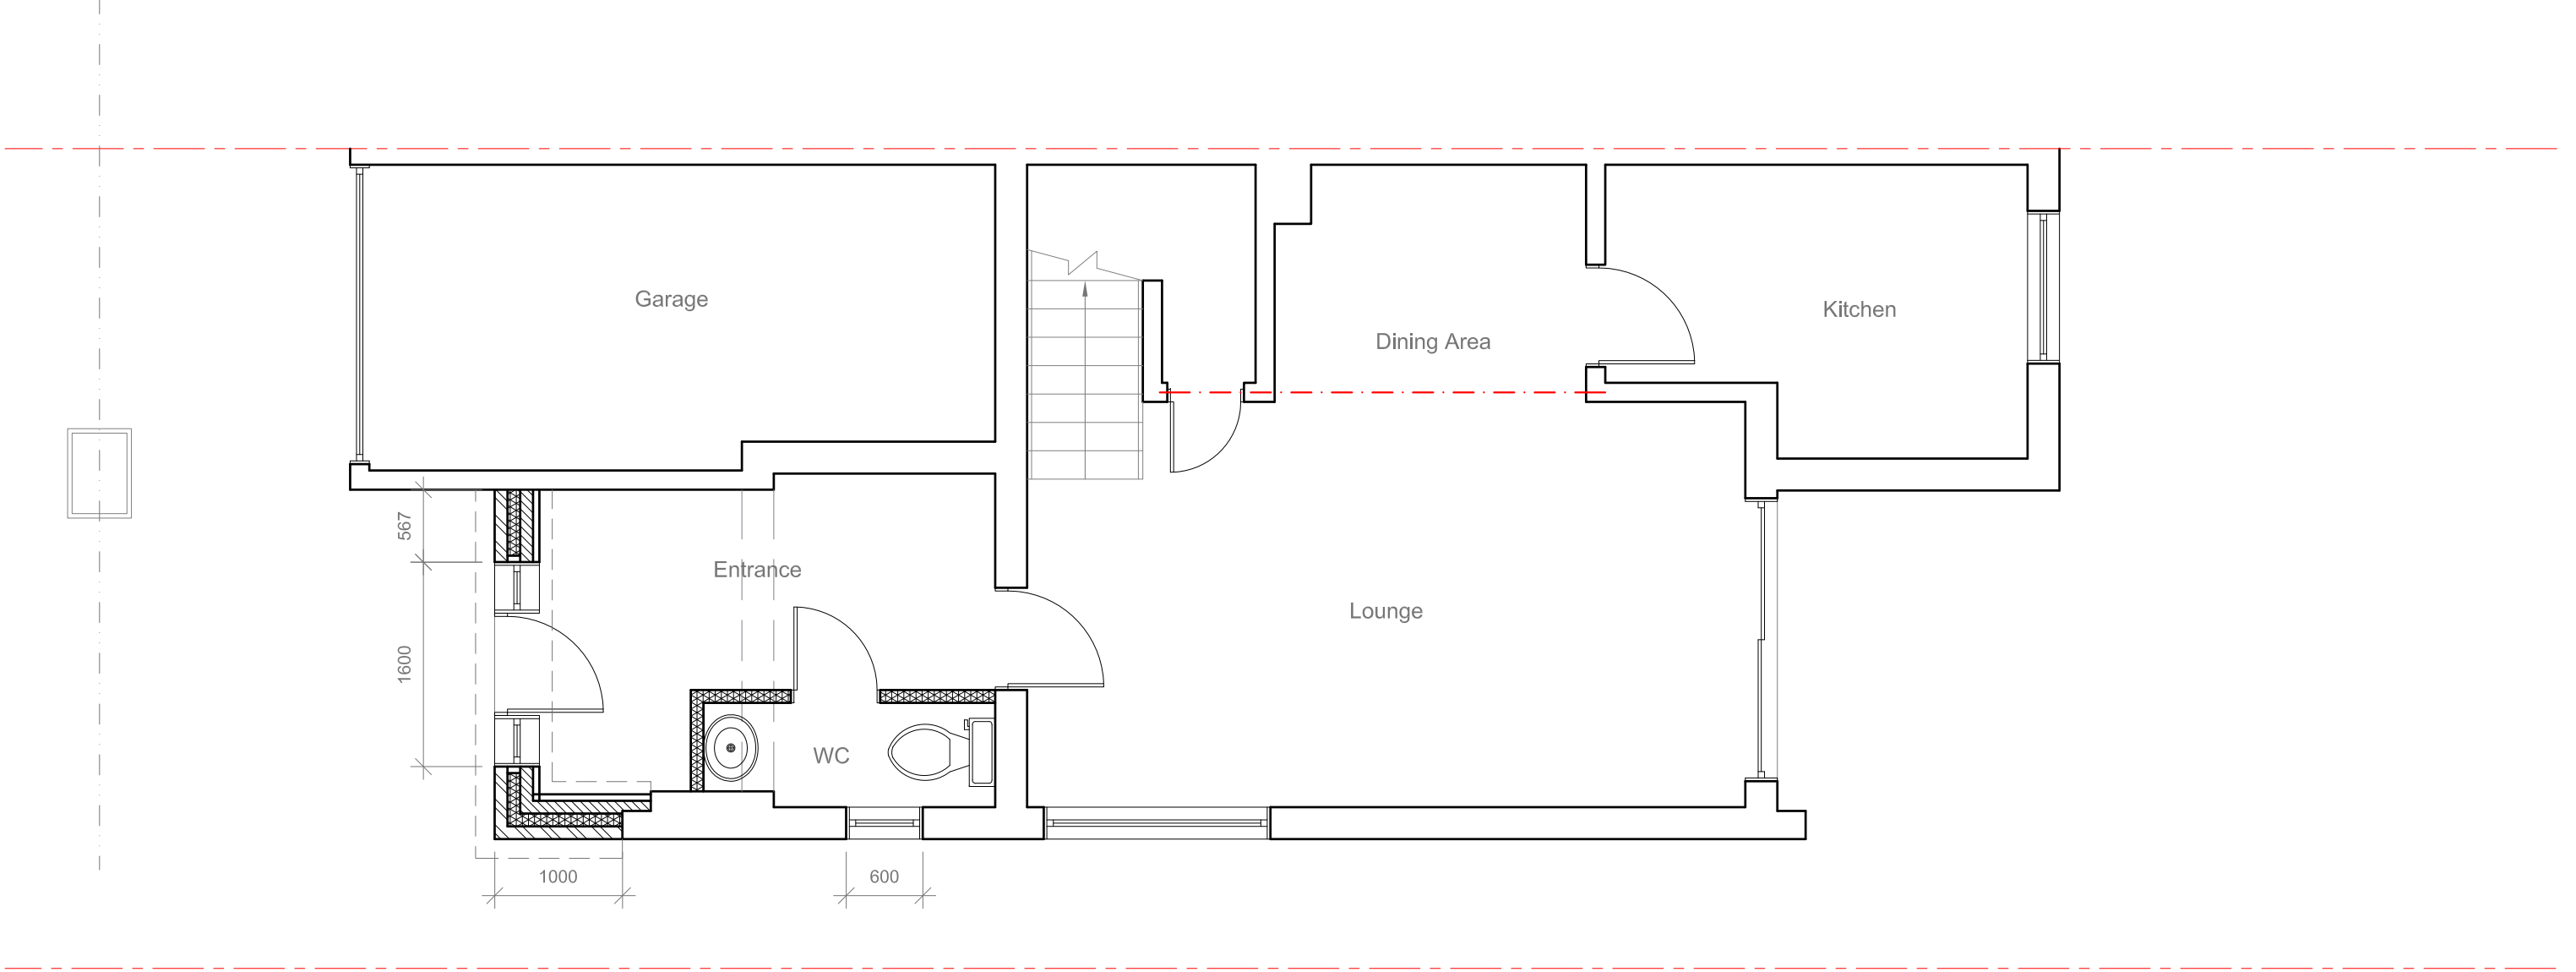 Garage
Kitchen
Dining Area
567
Entrance
Lounge
1600
WC
1000
600